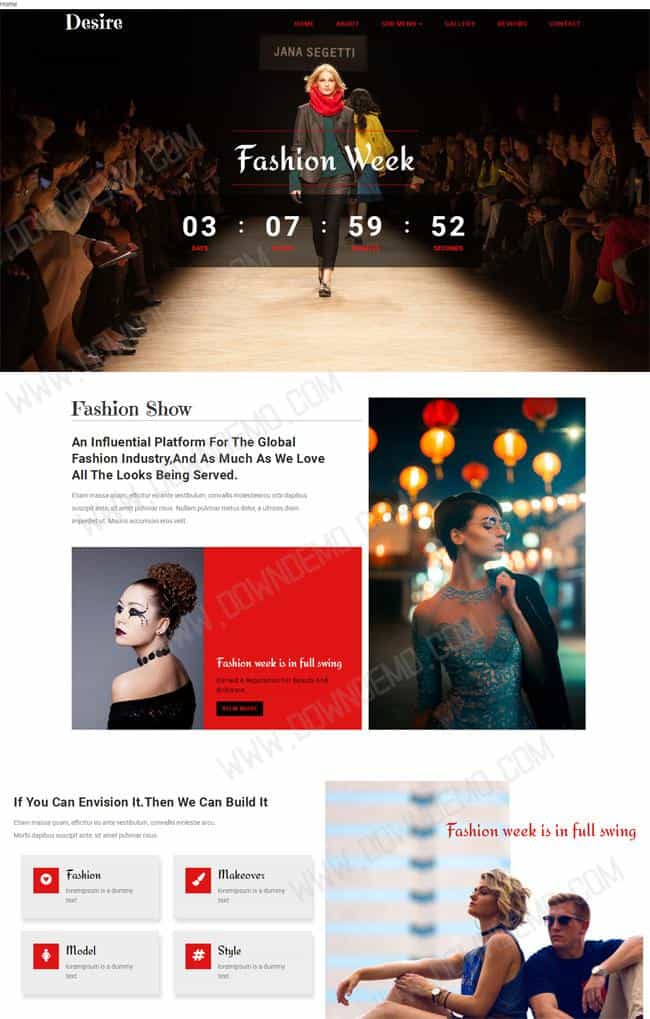 Home
Desire
HOME ABOUT SUB MENU GALLERY REVIEWS CONTACT
JANA SEGETTI
Fashion Week
03 : 07 : 59 : 52
DAYS HOURS MINUTES SECONDS
Fashion Show
An Influential Platform For The Global
Fashion Industry,And As Much As We Love
All The Looks Being Served.
Etiam massa quam, efficitur eu ante vestibulum, convallis molestearcu, orbi dapibus
suscipit ante, sit amet pulvinar risus. Nullam pulvinar metus dolor, a ultrices diam
imperdiet ut. Mauris accumsan eros velit.
Fashion week is in full swing
Earned A Reputation For Beauty And
Brilliance.
READ MORE
WWW.DOWNDEMO.COM
If You Can Envision It.Then We Can Build It
Etiam massa quam, efficitur eu ante vestibulum, convallis molestie arcu.
Morbi dapibus suscipit ante, sit amet pulvinar risus.
Fashion week is in full swing
Fashion
loremipsum is a dummy
text
Makeover
loremipsum is a dummy
text
Model
loremipsum is a dummy
text
Style
loremipsum is a dummy
text